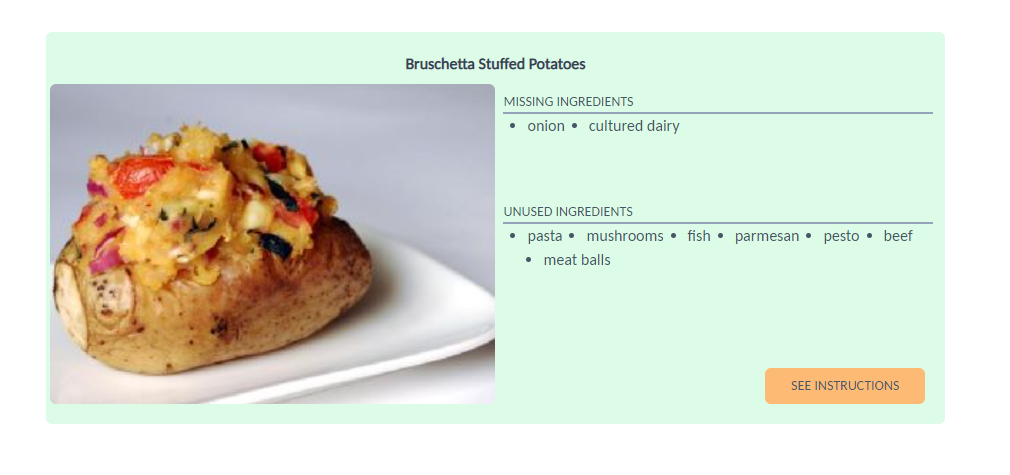 Bruschetta Stuffed Potatoes
MISSING INGREDIENTS
• onion • cultured dairy
UNUSED INGREDIENTS
• pasta • mushrooms • fish • parmesan • pesto • beef
• meat balls
SEE INSTRUCTIONS